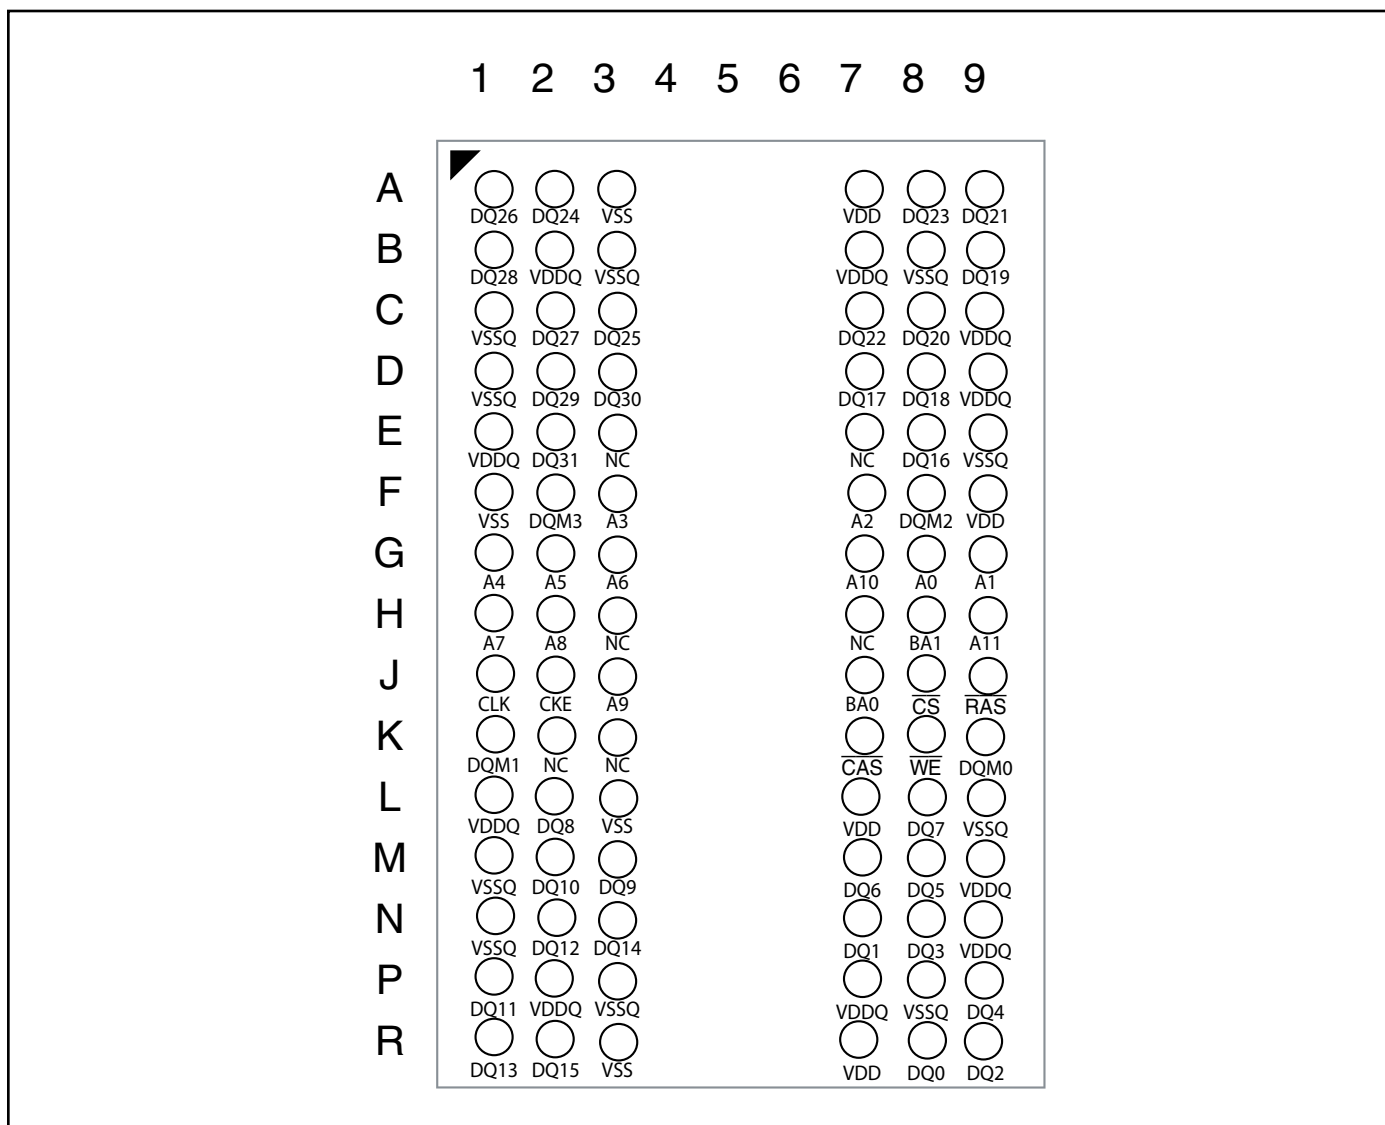 1 2 3 4 5 6 7 8 9
A
DQ26 DQ24 VSS VDD DQ23 DQ21
B
DQ28 VDDQ VSSQ VDDQ VSSQ DQ19
C
VSSQ DQ27 DQ25 DQ22 DQ20 VDDQ
D
VSSQ DQ29 DQ30 DQ17 DQ18 VDDQ
E
VDDQ DQ31 NC NC DQ16 VSSQ
F
VSS DQM3 A3 A2 DQM2 VDD
G
A4 A5 A6 A10 A0 A1
H
A7 A8 NC NC BA1 A11
J
CLK CKE A9 BA0 C̅S̅ R̅A̅S̅
K
DQM1 NC NC C̅A̅S̅ W̅E̅ DQM0
L
VDDQ DQ8 VSS VDD DQ7 VSSQ
M
VSSQ DQ10 DQ9 DQ6 DQ5 VDDQ
N
VSSQ DQ12 DQ14 DQ1 DQ3 VDDQ
P
DQ11 VDDQ VSSQ VDDQ VSSQ DQ4
R
DQ13 DQ15 VSS VDD DQ0 DQ2